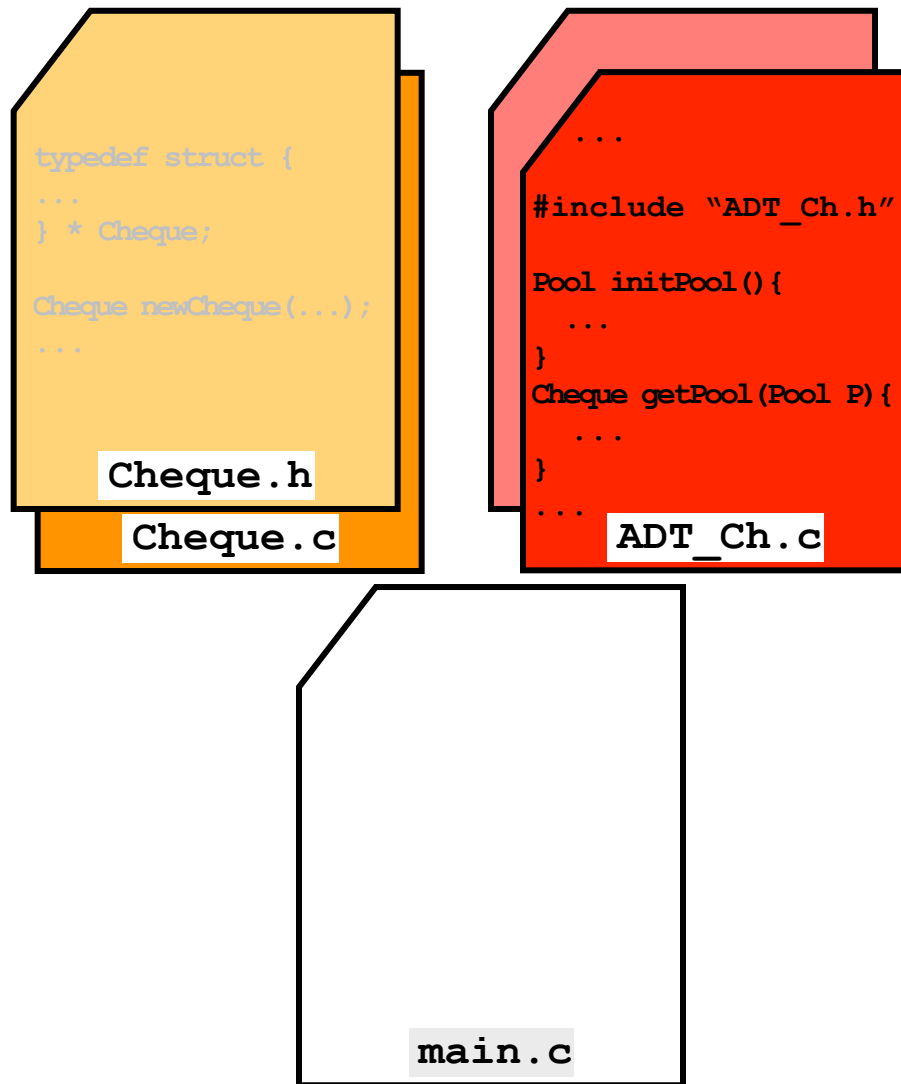 typedef struct {
...
} * Cheque;
Cheque newCheque(...);
...
Cheque.h
Cheque.c
...
#include “ADT_Ch.h”
Pool initPool(){
...
}
Cheque getPool(Pool P){
...
}
...
ADT_Ch.c
main.c